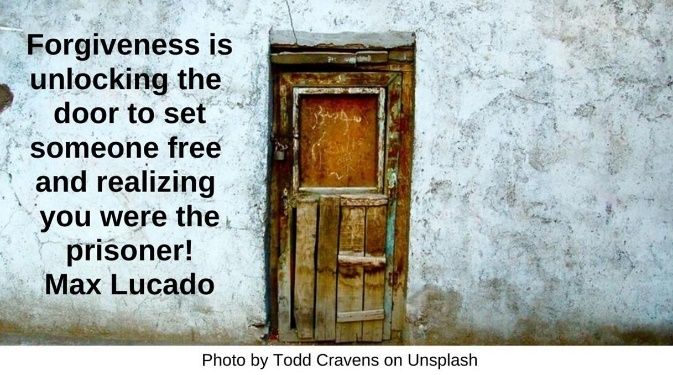 Forgiveness is
unlocking the
door to set
someone free
and realizing
you were the
prisoner!
Max Lucado
Photo by Todd Cravens on Unsplash